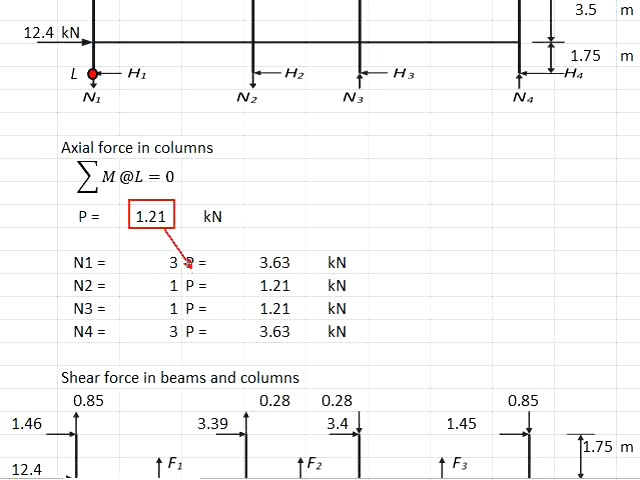 3.5 m
12.4 kN
1.75 m
L H1 H2 H3 H4
N1 N2 N3 N4
Axial force in columns
∑ M @L = 0
P = 1.21 kN
N1 = 3 P = 3.63 kN
N2 = 1 P = 1.21 kN
N3 = 1 P = 1.21 kN
N4 = 3 P = 3.63 kN
Shear force in beams and columns
0.85 0.28 0.28 0.85
1.46 3.39 3.4 1.45
1.75 m
12.4 F1 F2 F3